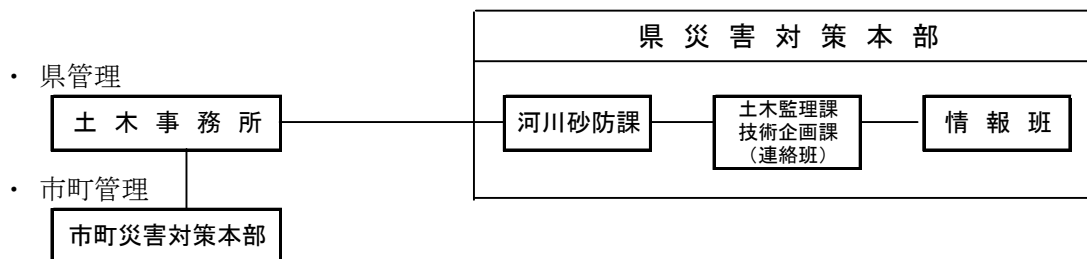 県災害対策本部
・ 県管理
土木事務所
河川砂防課
土木監理課
技術企画課
（連絡班）
情報班
・ 市町管理
市町災害対策本部